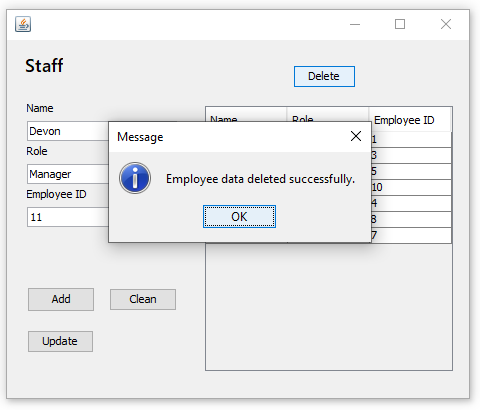 Staff
Delete
Name
Devon
Role
Manager
Employee ID
11
Add
Clean
Update
Name Role Employee ID
1
3
5
10
4
8
7
Message
Employee data deleted successfully.
OK